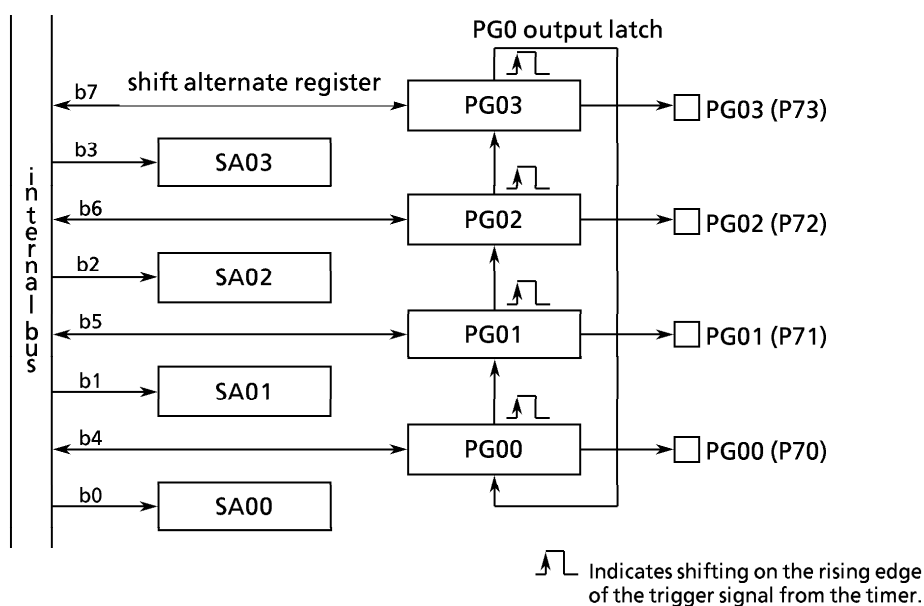 PG0 output latch
shift alternate register
b7
PG03
PG03 (P73)
b3
SA03
b6
PG02
PG02 (P72)
b2
SA02
internal bus
b5
PG01
PG01 (P71)
b1
SA01
b4
PG00
PG00 (P70)
b0
SA00
Indicates shifting on the rising edge
of the trigger signal from the timer.